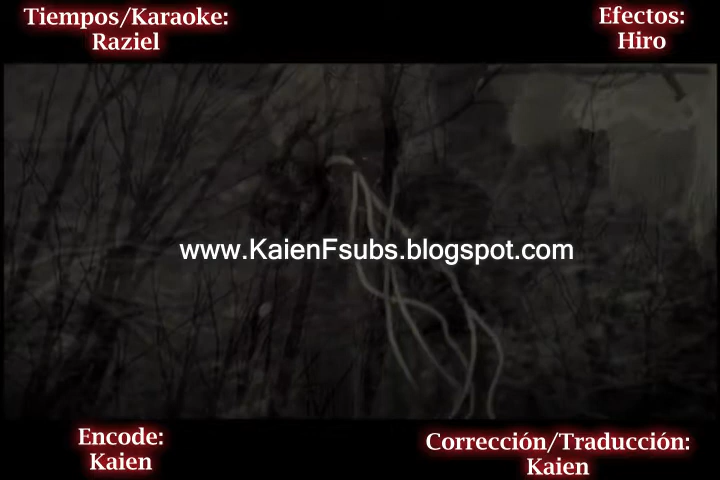 Tiempos/Karaoke:
Raziel
Efectos:
Hiro
www.KaienFsubs.blogspot.com
Encode:
Kaien
Corrección/Traducción:
Kaien